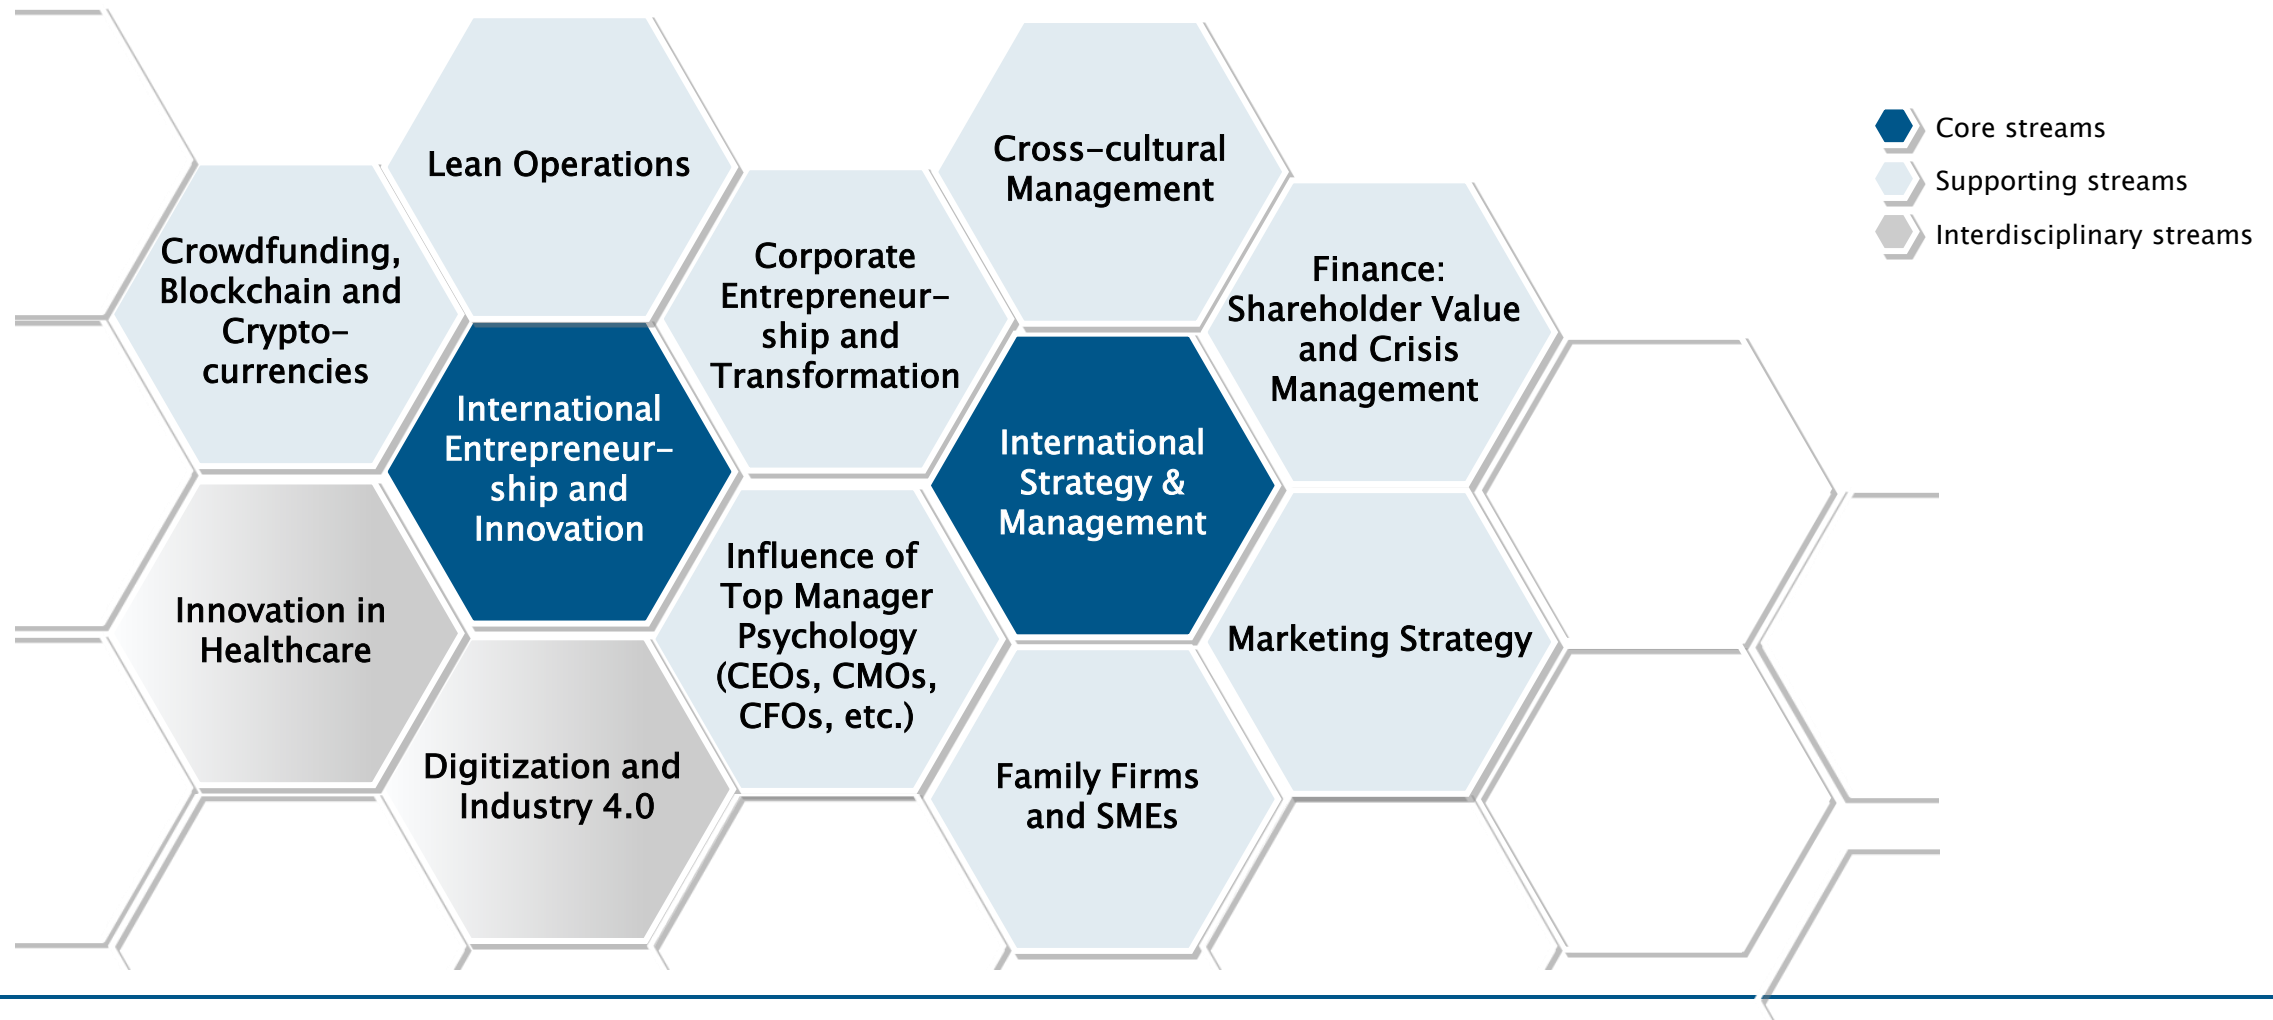 Lean Operations
Cross-cultural
Management
Core streams
Supporting streams
Interdisciplinary streams
Crowdfunding,
Blockchain and
Crypto-
currencies
Corporate
Entrepreneur-
ship and
Transformation
Finance:
Shareholder Value
and Crisis
Management
International
Entrepreneur-
ship and
Innovation
International
Strategy &
Management
Innovation in
Healthcare
Influence of
Top Manager
Psychology
(CEOs, CMOs,
CFOs, etc.)
Marketing Strategy
Digitization and
Industry 4.0
Family Firms
and SMEs